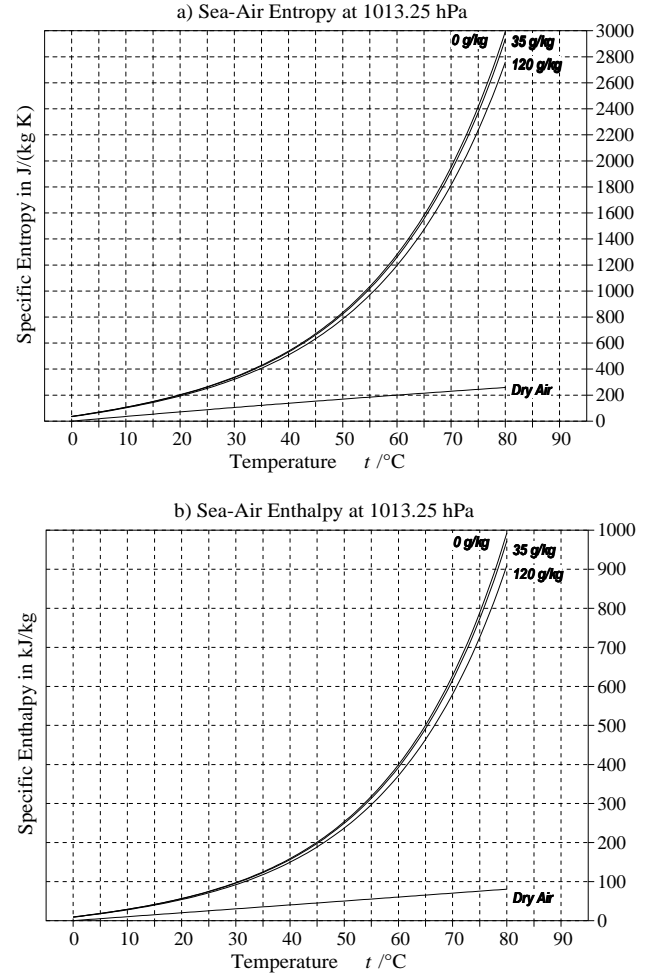 a) Sea-Air Entropy at 1013.25 hPa
0 g/kg 35 g/kg
120 g/kg
Dry Air
3000
2800
2600
2400
2200
2000
1800
1600
1400
1200
1000
800
600
400
200
0
Specific Entropy in J/(kg K)
0 10 20 30 40 50 60 70 80 90
Temperature t /°C
b) Sea-Air Enthalpy at 1013.25 hPa
0 g/kg 35 g/kg
120 g/kg
Dry Air
1000
900
800
700
600
500
400
300
200
100
0
Specific Enthalpy in kJ/kg
0 10 20 30 40 50 60 70 80 90
Temperature t /°C